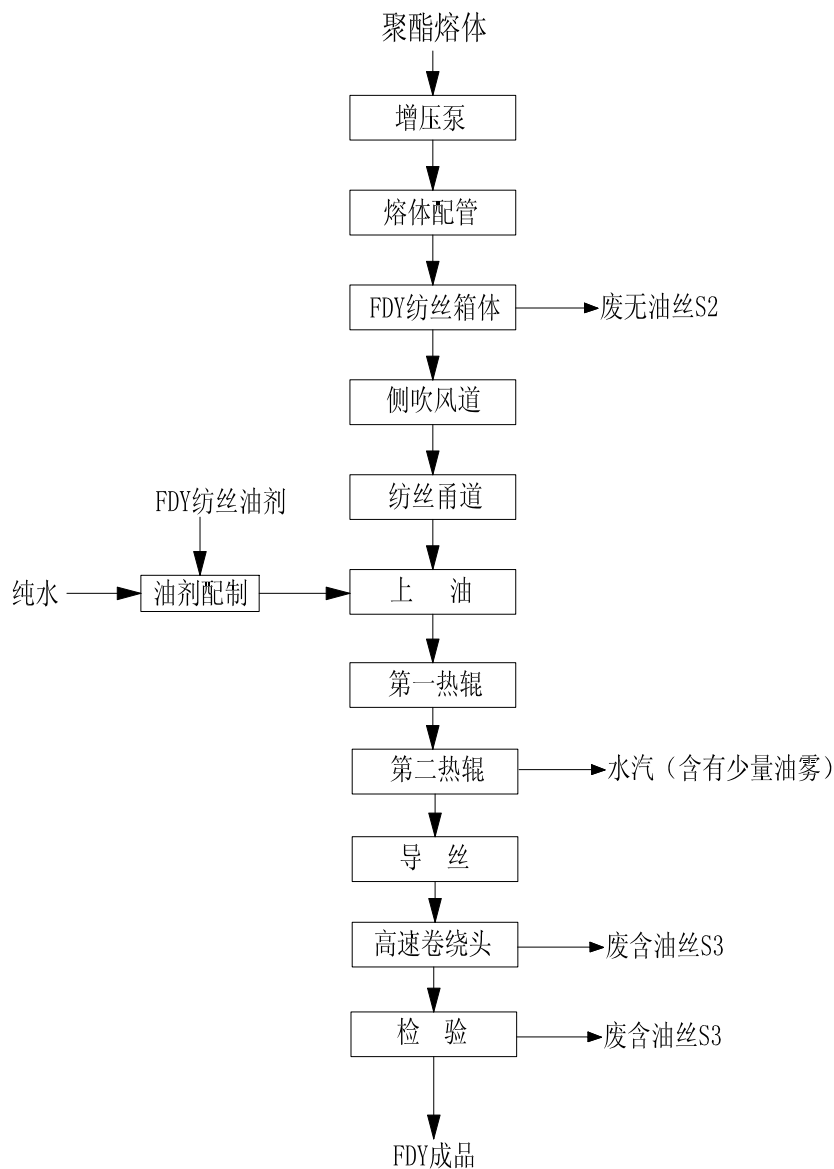 聚酯熔体
增压泵
熔体配管
FDY纺丝箱体
废无油丝S2
侧吹风道
纺丝甬道
FDY纺丝油剂
纯水
油剂配制
上 油
第一热辊
第二热辊
水汽（含有少量油雾）
导 丝
高速卷绕头
废含油丝S3
检 验
废含油丝S3
FDY成品